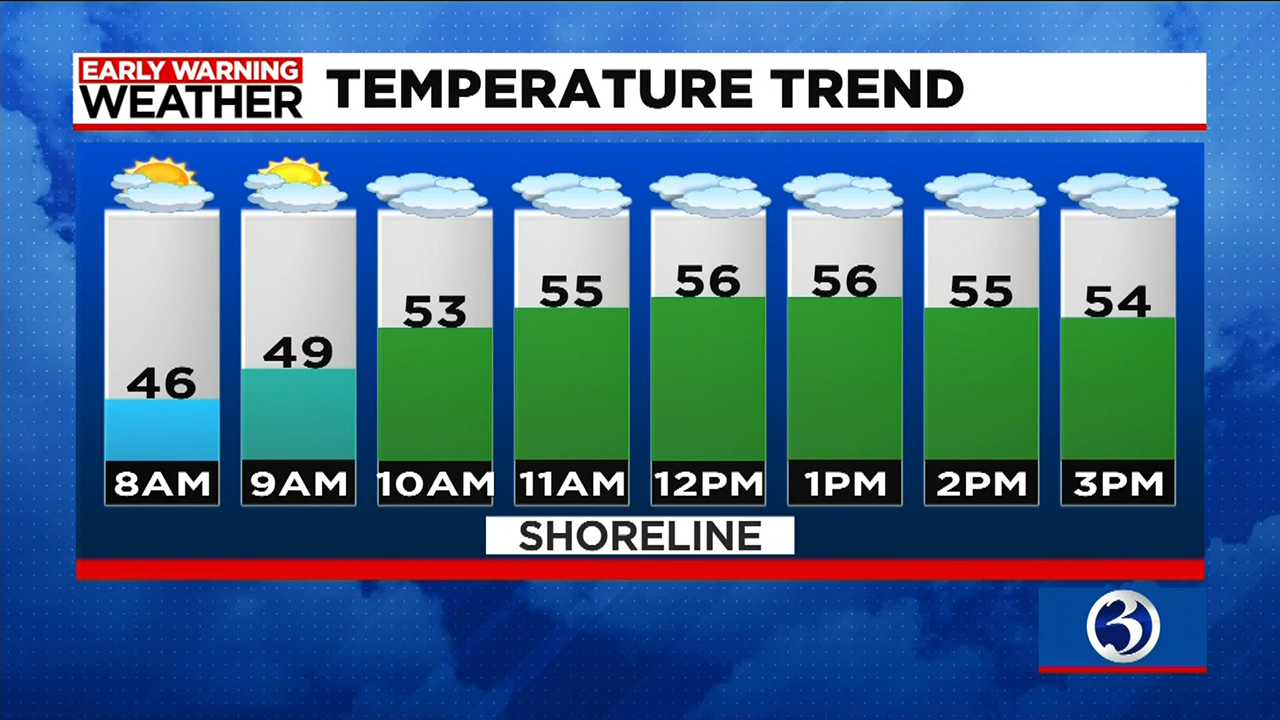 EARLY WARNING
WEATHER
TEMPERATURE TREND
46 49 53 55 56 56 55 54
8AM 9AM 10AM 11AM 12PM 1PM 2PM 3PM
SHORELINE
3